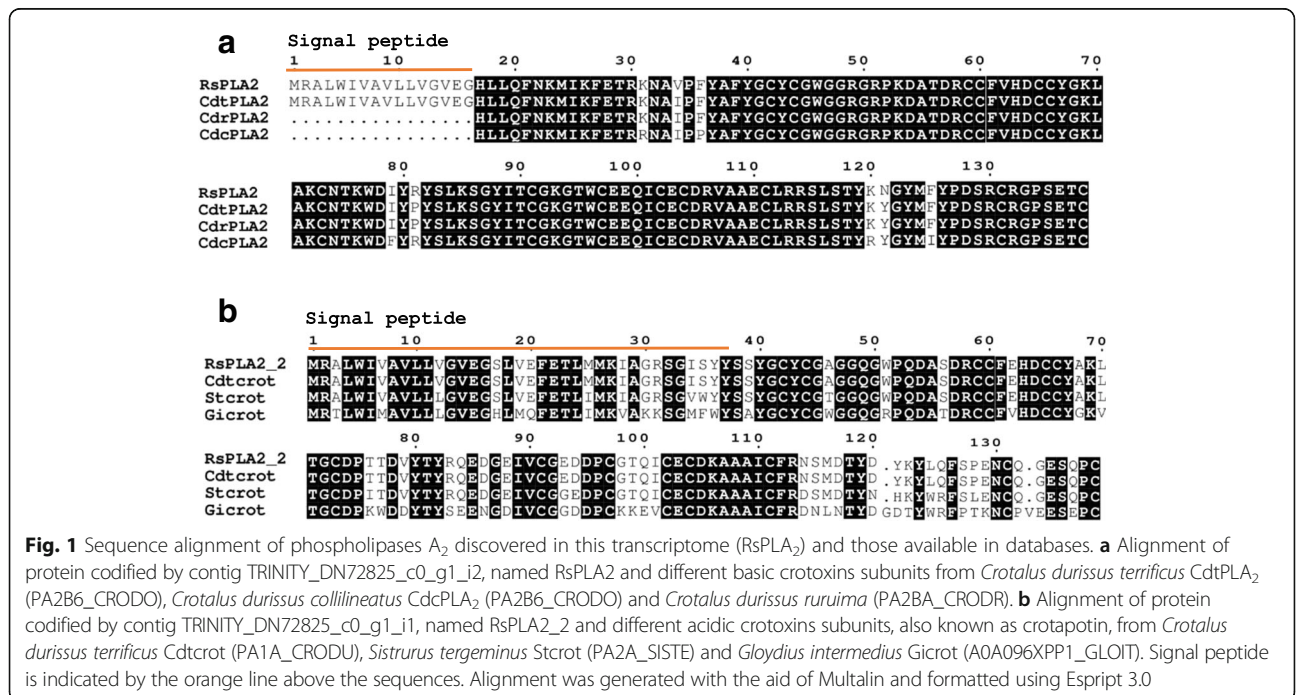 a
Signal peptide
1 10 20 30 40 50 60 70
RsPLA2 MRALWIVAVLLVGVEGHLLQFNKMIKFETRKNAVPFYAFYGCYCGWGGRGRPKDATDRCCFVHDCCYGKL
CdtPLA2 MRALWIVAVLLVGVEGHLLQFNKMIKFETRKNAIPFYAFYGCYCGWGGRGRPKDATDRCCFVHDCCYGKL
CdrPLA2 ................HLLQFNKMIKFETRKNAIPFYAFYGCYCGWGGRGRPKDATDRCCFVHDCCYGKL
CdcPLA2 ................HLLQFNKMIKFETRRNAIPPYAFYGCYCGWGGRGRPKDATDRCCFVHDCCYGKL
80 90 100 110 120 130
RsPLA2 AKCNTKWDIYRYSLKSGYITCGKGTWCEEQICECDRVAAECLRRSLSTYKNGYMFYPDSRCRGPSETC
CdtPLA2 AKCNTKWDIYPYSLKSGYITCGKGTWCEEQICECDRVAAECLRRSLSTYKYGYMFYPDSRCRGPSETC
CdrPLA2 AKCNTKWDIYPYSLKSGYITCGKGTWCEEQICECDRVAAECLRRSLSTYKYGYMFYPDSRCRGPSETC
CdcPLA2 AKCNTKWDFYRYSLKSGYITCGKGTWCEEQICECDRVAAECLRRSLSTYRYGYMIYPDSRCRGPSETC
b
Signal peptide
1 10 20 30 40 50 60 70
RsPLA2_2 MRALWIVAVLLVGVEGSLVEFETLMMKIAGRSGISYYSSYGCYCGAGGQGWPQDASDRCCFEHDCCYAKL
Cdtcrot MRALWIVAVLLVGVEGSLVEFETLMMKIAGRSGISYYSSYGCYCGAGGQGWPQDASDRCCFEHDCCYAKL
Stcrot MRALWIVAVLLLGVEGSLVEFETLIMKIAGRSGVWYYSSYGCYCGTGGQGWPQDASDRCCFEHDCCYAKL
Gicrot MRTLWIMAVLLLGVEGHLMQFETLIMKVAKKSGMFWYSAYGCYCGWGGQGRPQDATDRCCFVHDCCYGKV
80 90 100 110 120 130
RsPLA2_2 TGCDPTTDVYTYRQEDGEIVCGEDDPCGTQICECDKAAAICFRNSMDTYD.YKYLQFSPENCQ.GESQPC
Cdtcrot TGCDPTTDVYTYRQEDGEIVCGEDDPCGTQICECDKAAAICFRNSMDTYD.YKYLQFSPENCQ.GESQPC
Stcrot TGCDPITDVYTYRQEDGEIVCGGEDPCGTQICECDKAAAICFRDSMDTYN.HKYWRFSLENCQ.GESQPC
Gicrot TGCDPKWDDYTYSEENGDIVCGGDDPCKKEVCECDKAAAICFRDNLNTYDGDTYWRFPTKNCPVEESEPC
Fig. 1 Sequence alignment of phospholipases A2 discovered in this transcriptome (RsPLA2) and those available in databases. a Alignment of
protein codified by contig TRINITY_DN72825_c0_g1_i2, named RsPLA2 and different basic crotoxins subunits from Crotalus durissus terrificus CdtPLA2
(PA2B6_CRODO), Crotalus durissus collilineatus CdcPLA2 (PA2B6_CRODO) and Crotalus durissus ruruima (PA2BA_CRODR). b Alignment of protein
codified by contig TRINITY_DN72825_c0_g1_i1, named RsPLA2_2 and different acidic crotoxins subunits, also known as crotapotin, from Crotalus
durissus terrificus Cdtcrot (PA1A_CRODU), Sistrurus tergeminus Stcrot (PA2A_SISTE) and Gloydius intermedius Gicrot (A0A096XPP1_GLOIT). Signal peptide
is indicated by the orange line above the sequences. Alignment was generated with the aid of Multalin and formatted using Espript 3.0